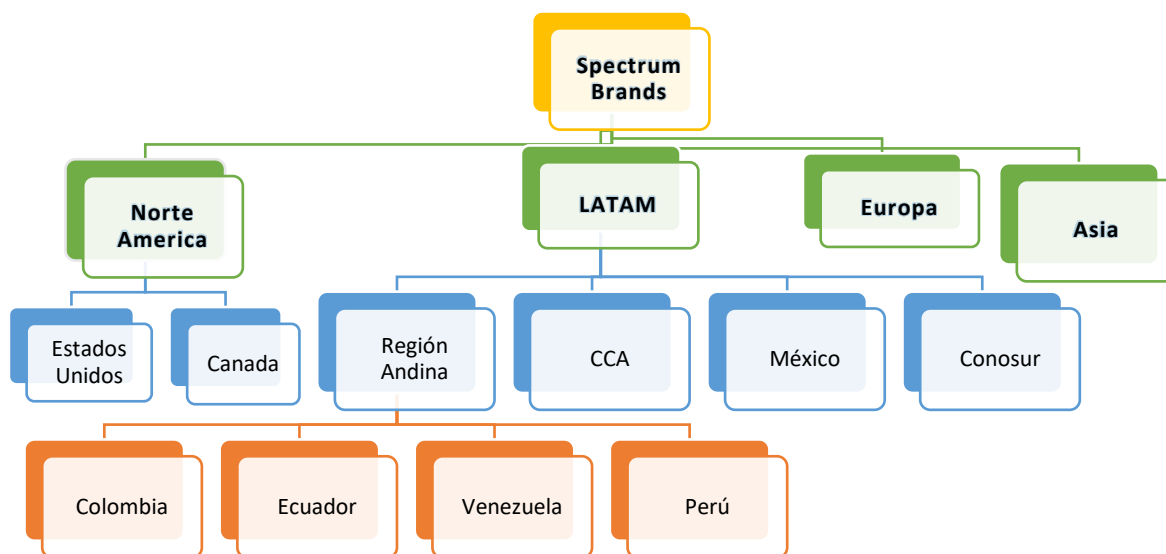 Spectrum
Brands
Norte
America
LATAM
Europa
Asia
Estados
Unidos
Canada
Región
Andina
CCA
México
Conosur
Colombia
Ecuador
Venezuela
Perú